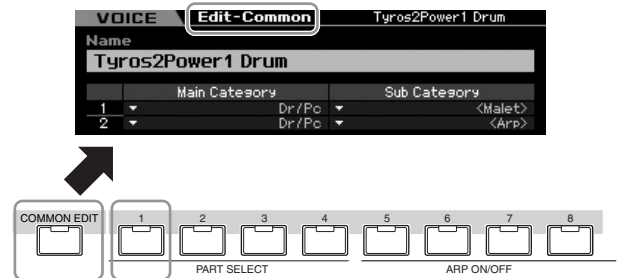 VOICE Edit-Common Tyros2Power1 Drum
Name
Tyros2Power1 Drum
Main Category Sub Category
1 Dr/Pc <Malet>
2 Dr/Pc <Arp>
COMMON EDIT 1 2 3 4 5 6 7 8
PART SELECT ARP ON/OFF